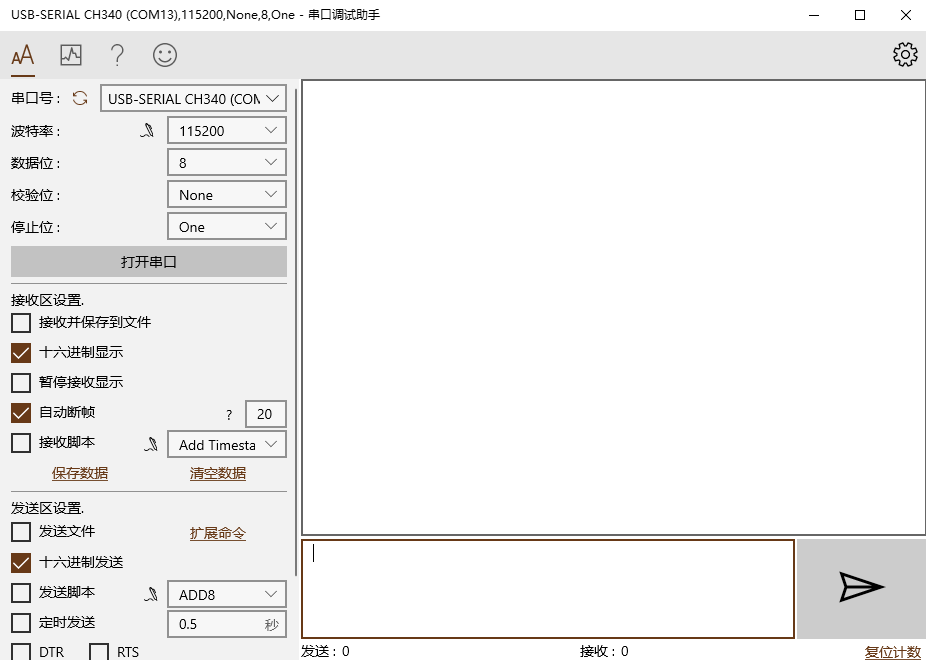 USB-SERIAL CH340 (COM13),115200,None,8,One - 串口调试助手
AA
?
串口号：
USB-SERIAL CH340 (CON
波特率：
115200
数据位：
8
校验位：
None
停止位：
One
打开串口
接收区设置.
接收并保存到文件
十六进制显示
暂停接收显示
自动断帧
?
20
接收脚本
Add Timesta
保存数据
清空数据
发送区设置.
发送文件
扩展命令
十六进制发送
发送脚本
ADD8
定时发送
0.5
秒
DTR
RTS
发送：0
接收：0
复位计数